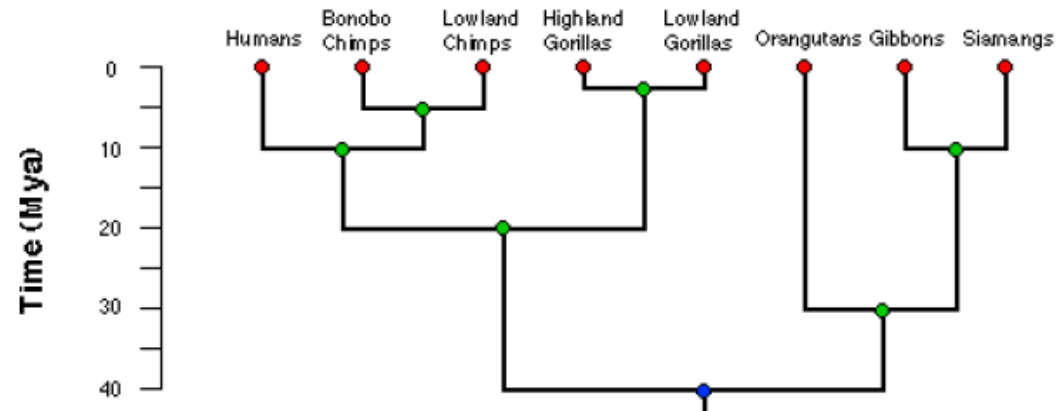 Humans
Bonobo
Chimps
Lowland
Chimps
Highland
Gorillas
Lowland
Gorillas
Orangutans
Gibbons
Siamangs
Time (Mya)
0
10
20
30
40